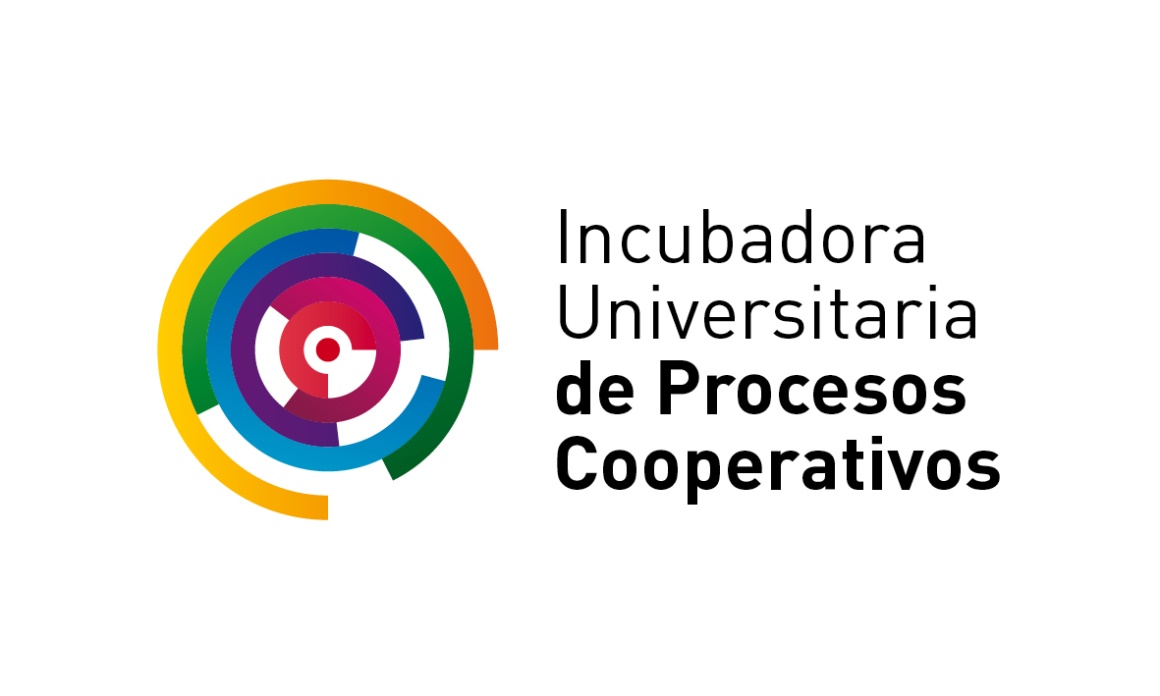 Incubadora
Universitaria
de Procesos
Cooperativos